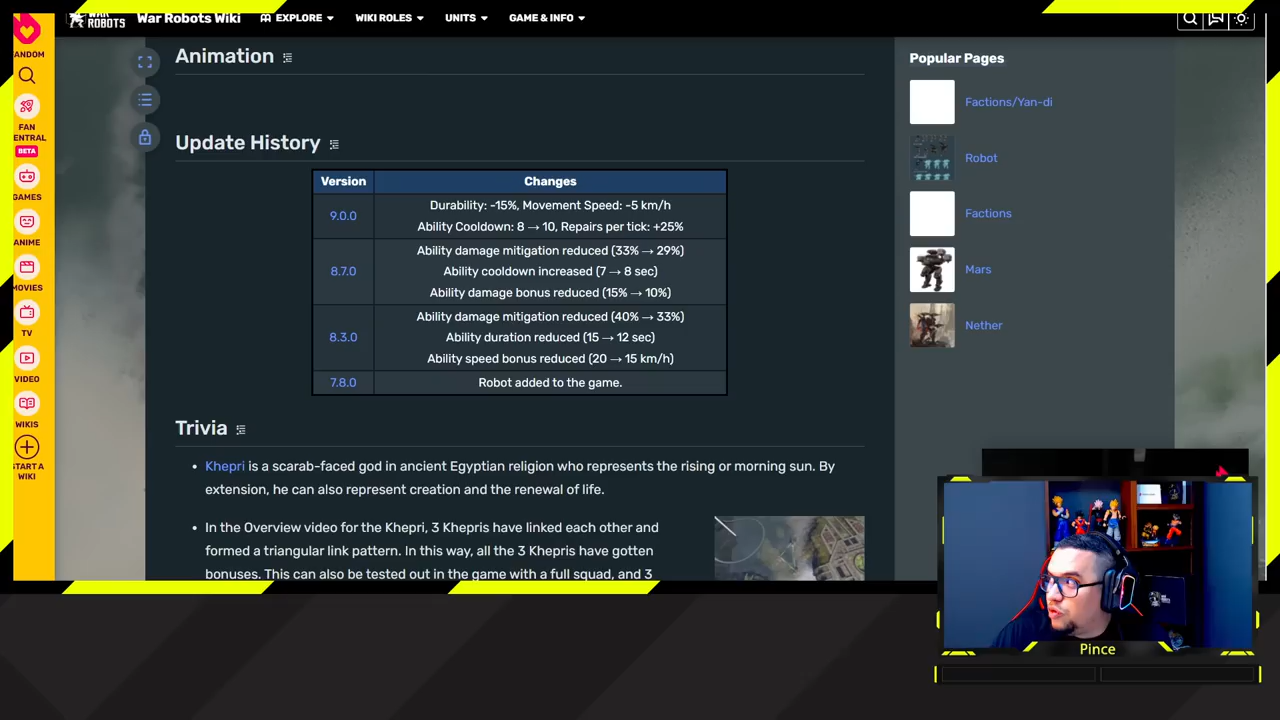 WAR ROBOTS
War Robots Wiki
EXPLORE
WIKI ROLES
UNITS
GAME & INFO
ANDOM
FAN
ENTRAL
BETA
GAMES
ANIME
MOVIES
TV
VIDEO
WIKIS
START A
WIKI
Animation
Update History
Version Changes
9.0.0
Durability: -15%, Movement Speed: -5 km/h
Ability Cooldown: 8 → 10, Repairs per tick: +25%
8.7.0
Ability damage mitigation reduced (33% → 29%)
Ability cooldown increased (7 → 8 sec)
Ability damage bonus reduced (15% → 10%)
8.3.0
Ability damage mitigation reduced (40% → 33%)
Ability duration reduced (15 → 12 sec)
Ability speed bonus reduced (20 → 15 km/h)
7.8.0 Robot added to the game.
Trivia
• Khepri is a scarab-faced god in ancient Egyptian religion who represents the rising or morning sun. By
extension, he can also represent creation and the renewal of life.
• In the Overview video for the Khepri, 3 Khepris have linked each other and
formed a triangular link pattern. In this way, all the 3 Khepris have gotten
bonuses. This can also be tested out in the game with a full squad, and 3
Popular Pages
Factions/Yan-di
Robot
Factions
Mars
Nether
Pince